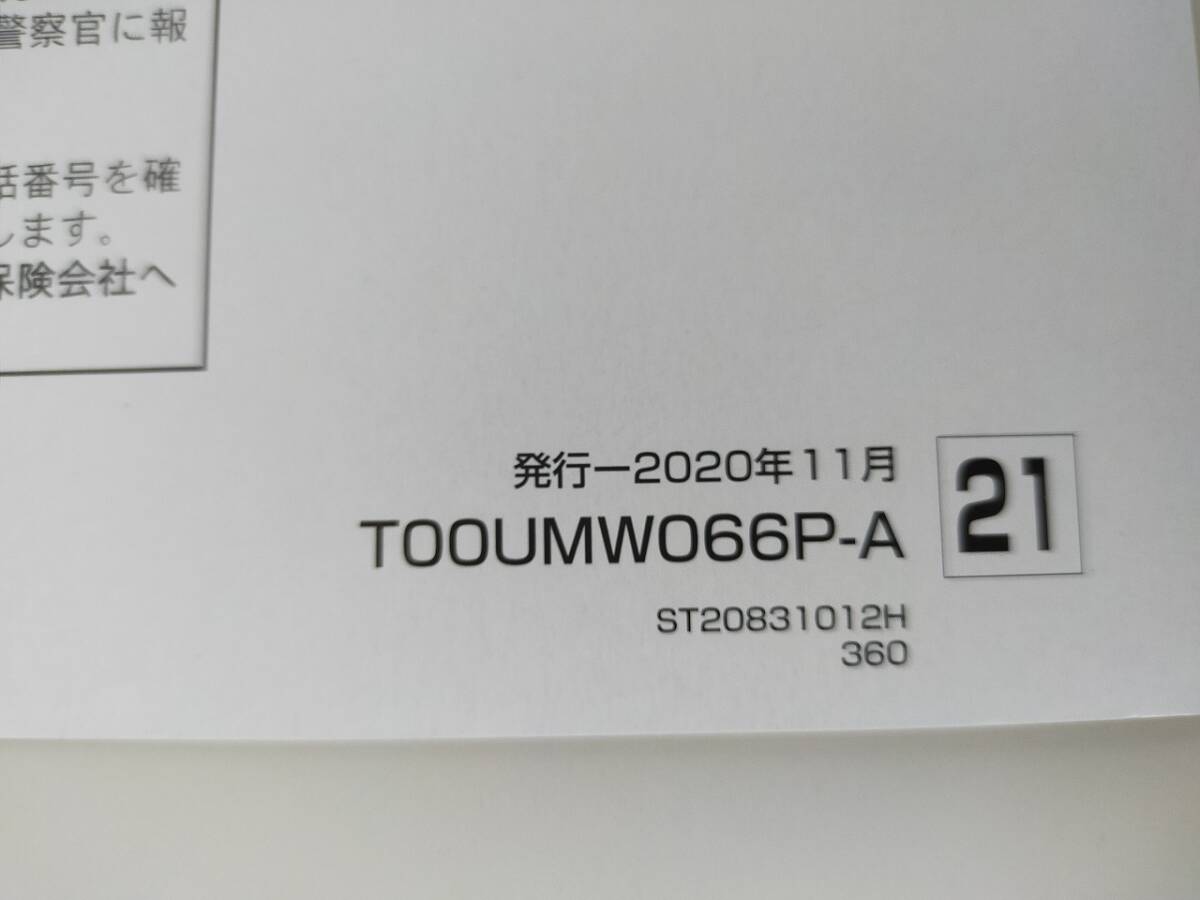 警察官に報
話番号を確
します。
保険会社へ
発行ー2020年11月
T00UMW066P-A
21
ST20831012H
360